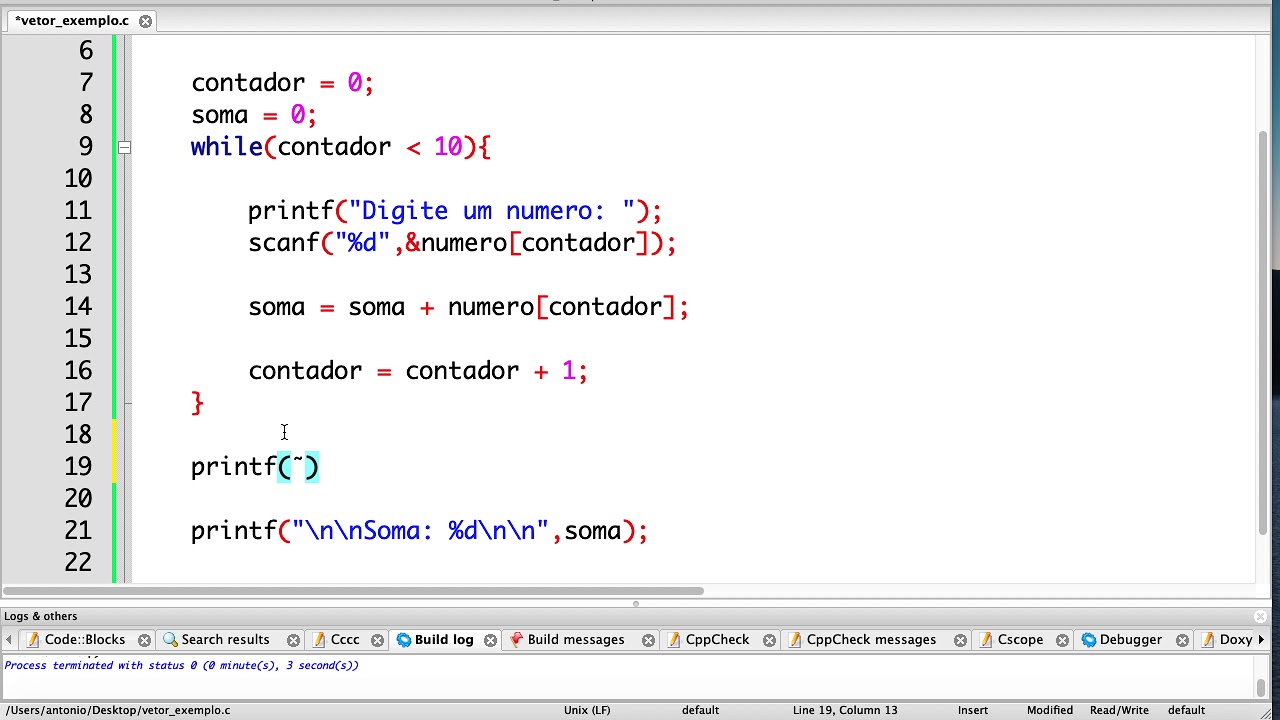 *vetor_exemplo.c
6
7 contador = 0;
8 soma = 0;
9 while(contador < 10){
10
11 printf("Digite um numero: ");
12 scanf("%d",&numero[contador]);
13
14 soma = soma + numero[contador];
15
16 contador = contador + 1;
17 }
18
19 printf(~)
20
21 printf("\n\nSoma: %d\n\n",soma);
22
Logs & others
Code::Blocks Search results Cccc Build log Build messages CppCheck CppCheck messages Cscope Debugger Doxy
Process terminated with status 0 (0 minute(s), 3 second(s))
/Users/antonio/Desktop/vetor_exemplo.c Unix (LF) default Line 19, Column 13 Insert Modified Read/Write default